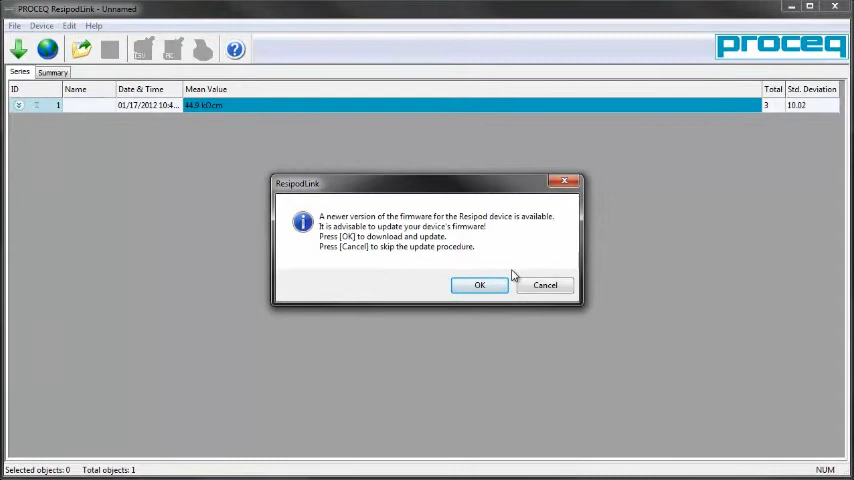 PROCEQ ResipodLink - Unnamed
File Device Edit Help
proceq
Series Summary
ID Name Date & Time Mean Value Total Std. Deviation
1 01/17/2012 10:4... 44.9 kΩcm 3 10.02
ResipodLink
A newer version of the firmware for the Resipod device is available.
It is advisable to update your device's firmware!
Press [OK] to download and update.
Press [Cancel] to skip the update procedure.
OK Cancel
Selected objects: 0 Total objects: 1 NUM